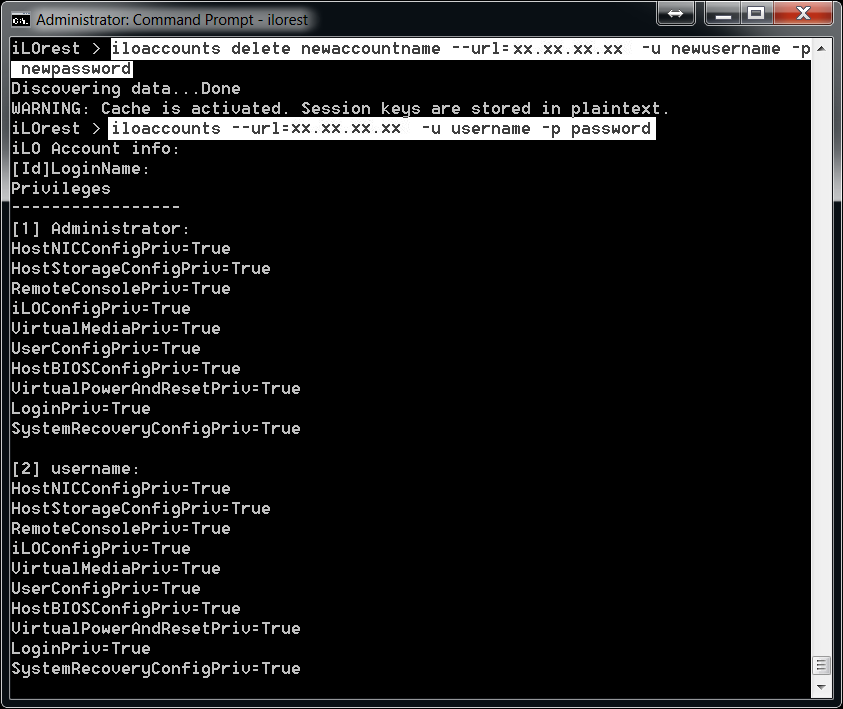 Administrator: Command Prompt - ilorest
iLOrest > iloaccounts delete newaccountname --url=xx.xx.xx.xx  -u newusername -p
 newpassword
Discovering data...Done
WARNING: Cache is activated. Session keys are stored in plaintext.
iLOrest > iloaccounts --url=xx.xx.xx.xx  -u username -p password
iLO Account info:
[Id]LoginName:
Privileges
-----------------
[1] Administrator:
HostNICConfigPriv=True
HostStorageConfigPriv=True
RemoteConsolePriv=True
iLOConfigPriv=True
VirtualMediaPriv=True
UserConfigPriv=True
HostBIOSConfigPriv=True
VirtualPowerAndResetPriv=True
LoginPriv=True
SystemRecoveryConfigPriv=True
[2] username:
HostNICConfigPriv=True
HostStorageConfigPriv=True
RemoteConsolePriv=True
iLOConfigPriv=True
VirtualMediaPriv=True
UserConfigPriv=True
HostBIOSConfigPriv=True
VirtualPowerAndResetPriv=True
LoginPriv=True
SystemRecoveryConfigPriv=True